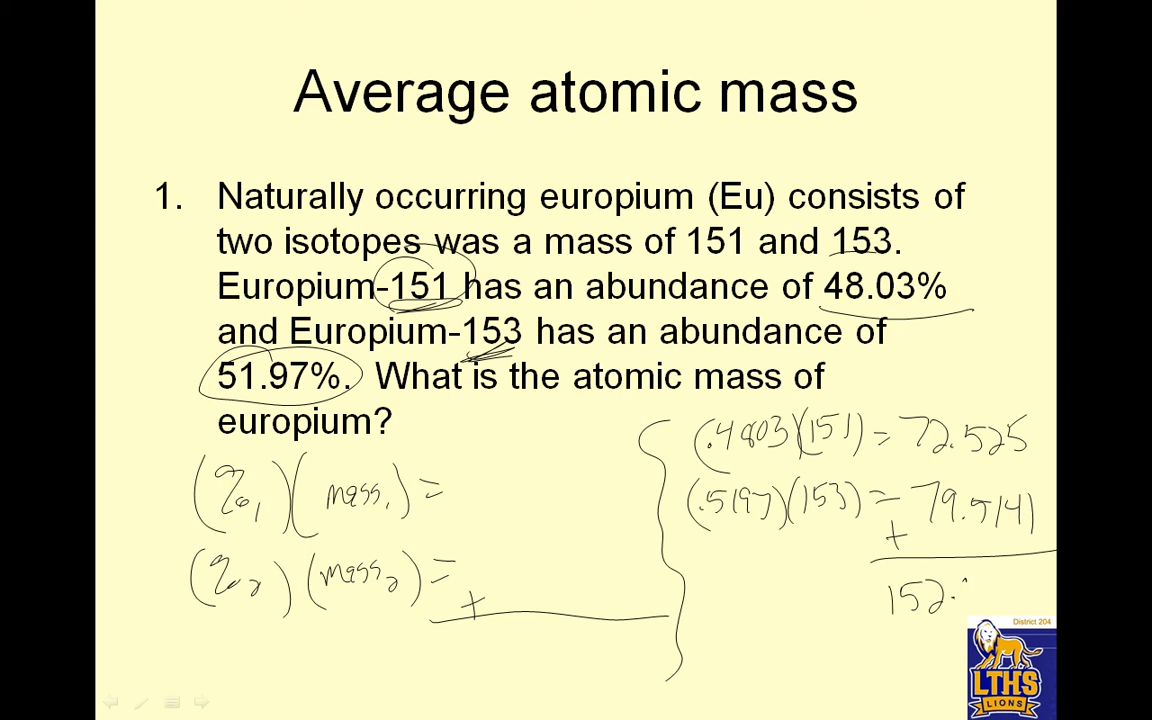 Average atomic mass
1. Naturally occurring europium (Eu) consists of
two isotopes was a mass of 151 and 153.
Europium-151 has an abundance of 48.03%
and Europium-153 has an abundance of
51.97%. What is the atomic mass of
europium?
(.4803)(151) = 72.525
(%₁)(mass₁) =
(.5197)(153) = 79.5141
+
(%₂)(mass₂) =
+
152.
District 204
LTHS
LIONS